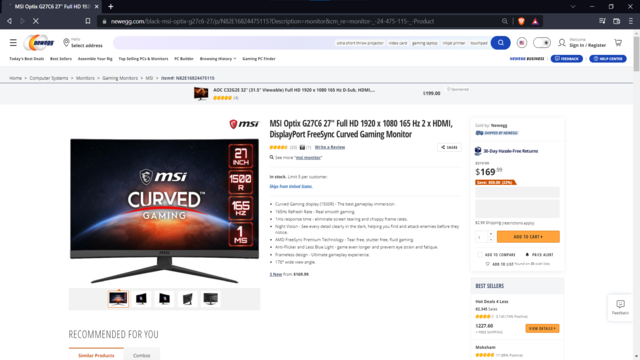 MSI Optix G27C6 27" Full HD 192
newegg.com/black-msi-optix-g27c6-27/p/N82E16824475115?Description=monitor&cm_re=monitor-_-24-475-115-_-Product
newegg
Hello
Select address
ultra short throw projector
video card
gaming laptop
inkjet printer
touchpad
Welcome
Sign In / Register
Today's Best Deals
Best Sellers
Assemble Your Rig
Top Selling PCs & Monitors
PC Builder
Browsing History
Gaming PC Finder
NEWEGG BUSINESS
FEEDBACK
HELP CENTER
Home > Computer Systems > Monitors > Gaming Monitors > MSI > Item#: N82E16824475115
AOC C32G2E 32" (31.5" Viewable) Full HD 1920 x 1080 165 Hz D-Sub, HDMI,...
$199.00
Sponsored
msi
MSI Optix G27C6 27" Full HD 1920 x 1080 165 Hz 2 x HDMI, DisplayPort FreeSync Curved Gaming Monitor
Write a Review
SHARE
See more "msi monitor"
In stock. Limit 5 per customer.
Ships from United States.
Curved Gaming display (1500R) - The best gameplay immersion.
165Hz Refresh Rate - Real smooth gaming.
1ms response time - eliminate screen tearing and choppy frame rates.
Night Vision - See every detail clearly in the dark, helping you find and attack enemies before they notice.
AMD FreeSync Premium Technology - Tear free, stutter free, fluid gaming.
Anti-Flicker and Less Blue Light - game even longer and prevent eye strain and fatigue.
Frameless design - Ultimate gameplay experience.
178° wide view angle.
3 New from $169.99
msi
CURVED
GAMING
27
INCH
1500
R
165
HZ
1
MS
Sold by: Newegg
SHIPPED BY NEWEGG
30-Day Hassle-Free Returns
$169.99
$2.99 Shipping
1
ADD TO CART
ADD TO COMPARE
PRICE ALERT
ADD TO LIST
BEST SELLERS
Hot Deals 4 Less
62,345 Sales
$227.60
VIEW DETAILS
Mokoham
Feedback
RECOMMENDED FOR YOU
Similar Products
Combos